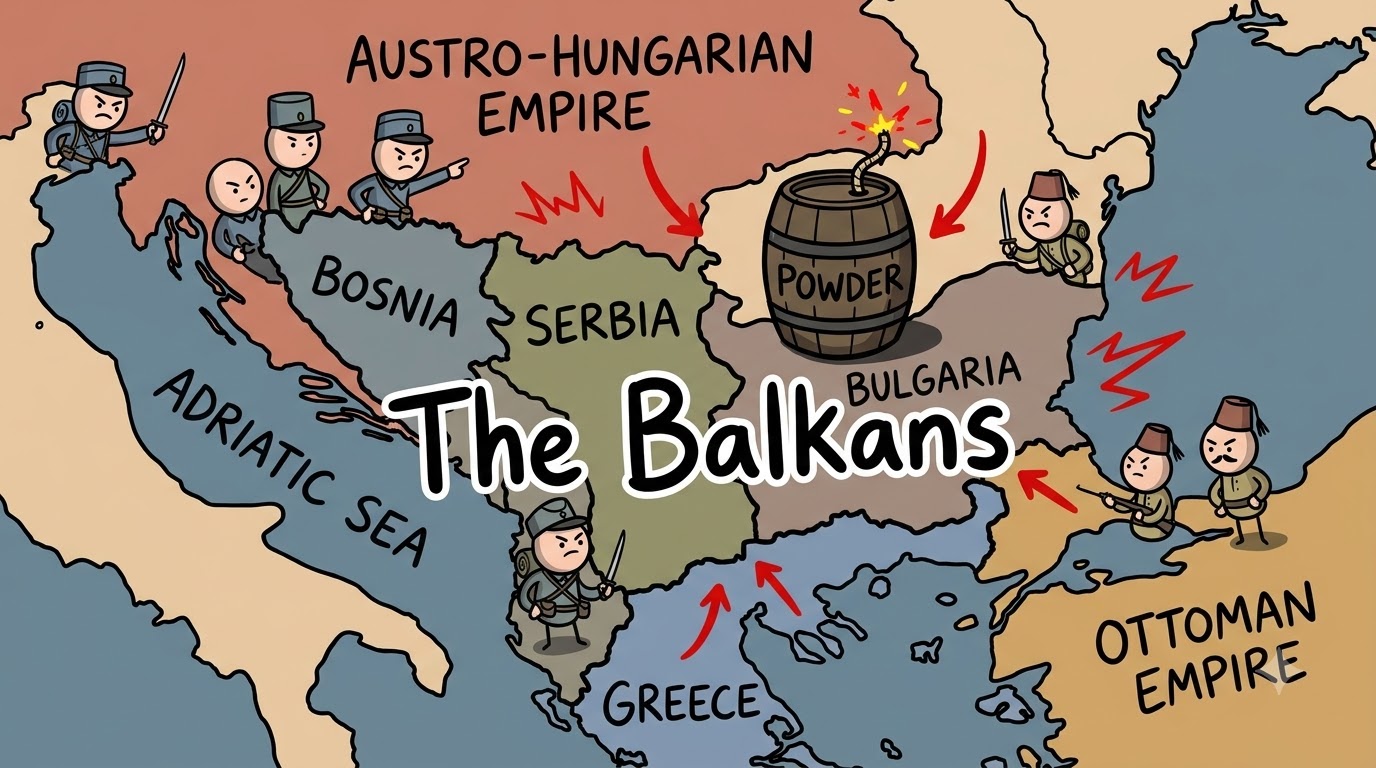 AUSTRO-HUNGARIAN
EMPIRE
POWDER
BOSNIA
SERBIA
BULGARIA
The Balkans
ADRIATIC SEA
OTTOMAN
EMPIRE
GREECE